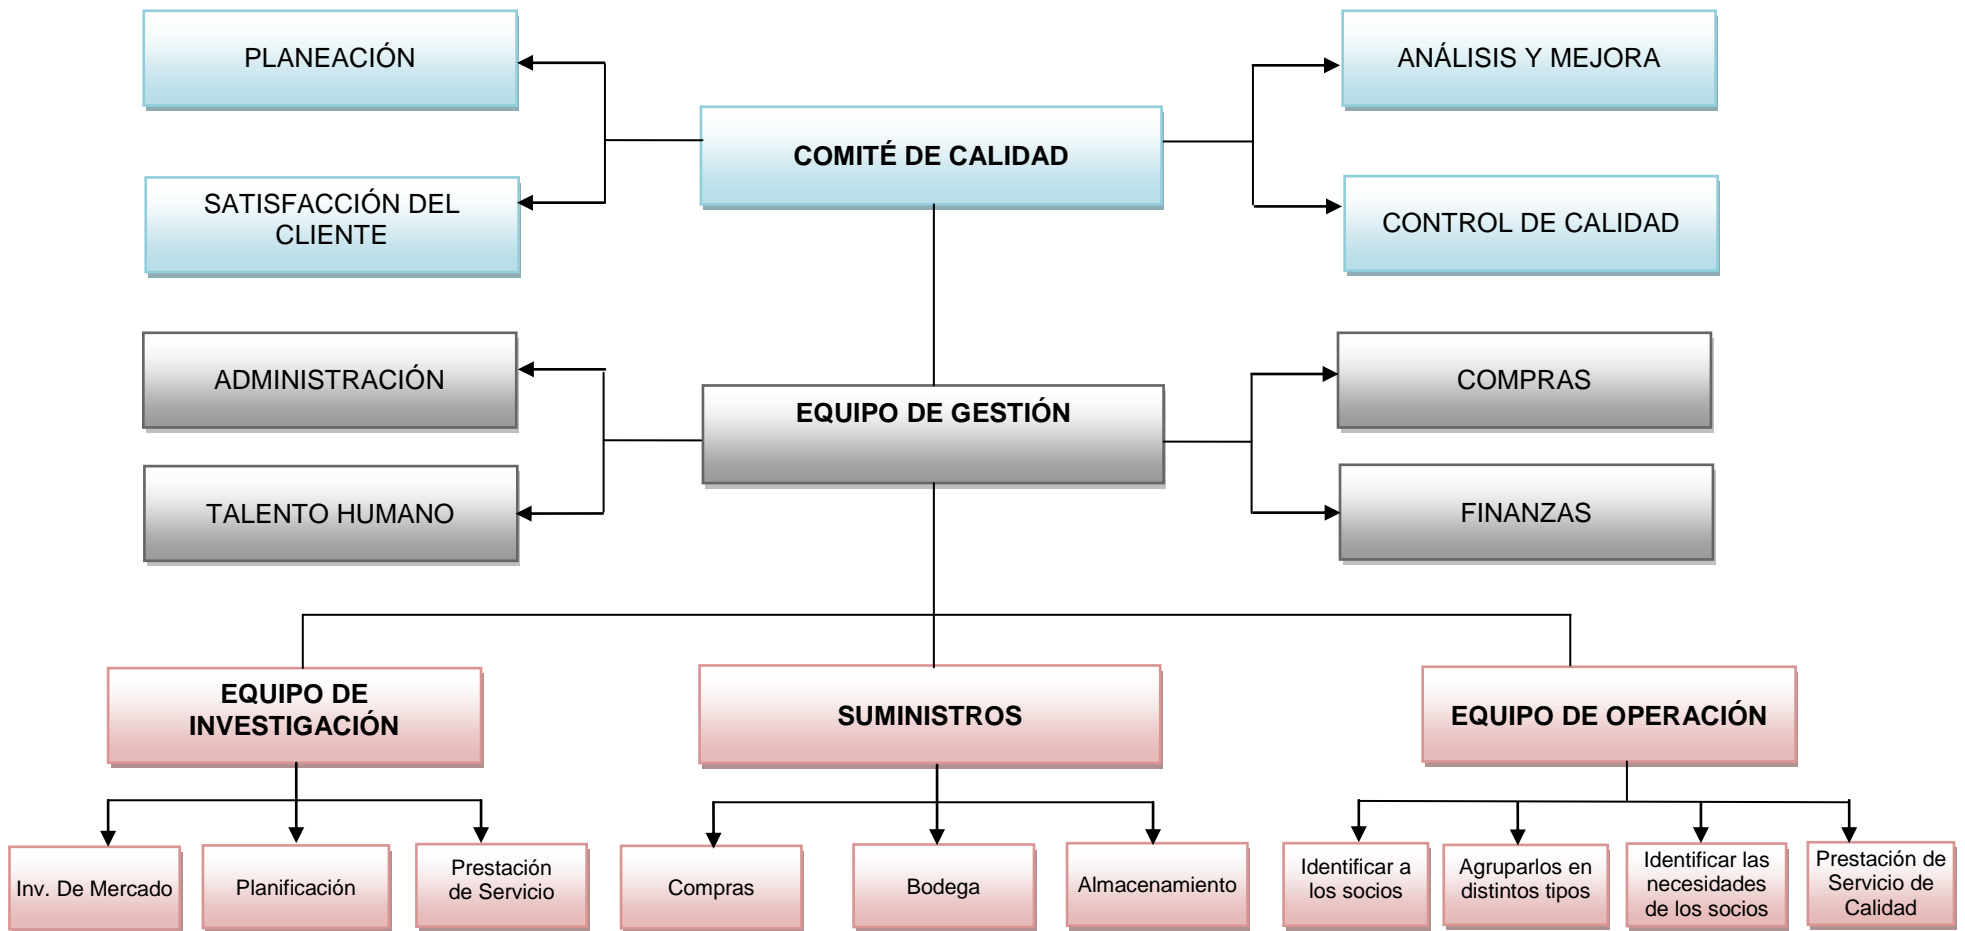 PLANEACIÓN
ANÁLISIS Y MEJORA
COMITÉ DE CALIDAD
SATISFACCIÓN DEL
CLIENTE
CONTROL DE CALIDAD
ADMINISTRACIÓN
COMPRAS
EQUIPO DE GESTIÓN
TALENTO HUMANO
FINANZAS
EQUIPO DE
INVESTIGACIÓN
SUMINISTROS
EQUIPO DE OPERACIÓN
Inv. De Mercado
Planificación
Prestación
de Servicio
Compras
Bodega
Almacenamiento
Identificar a
los socios
Agruparlos en
distintos tipos
Identificar las
necesidades
de los socios
Prestación de
Servicio de
Calidad